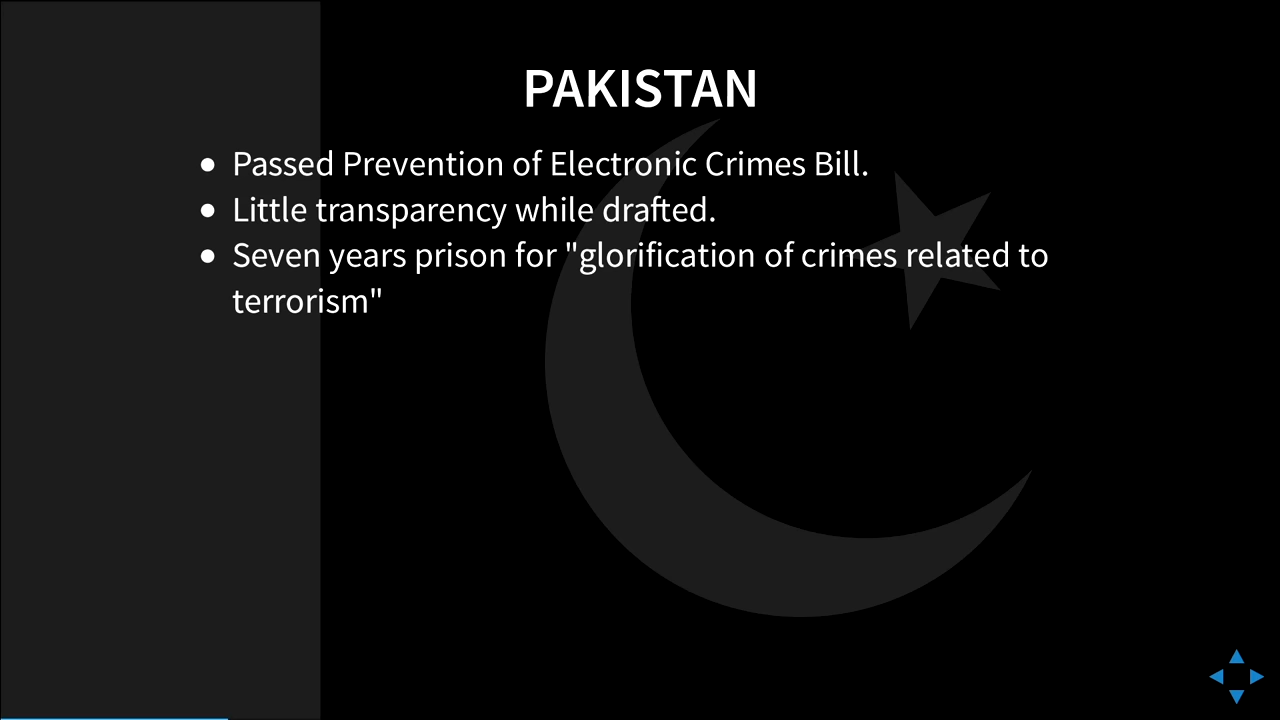 PAKISTAN
Passed Prevention of Electronic Crimes Bill.
Little transparency while drafted.
Seven years prison for "glorification of crimes related to
terrorism"